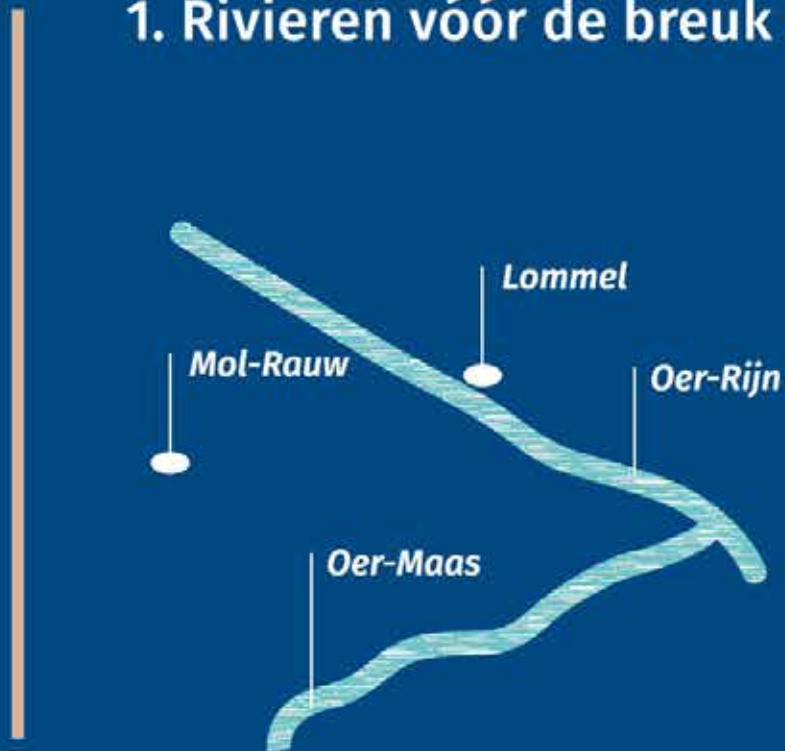 1. Rivieren vóór de breuk
Lommel
Mol-Rauw
Oer-Rijn
Oer-Maas